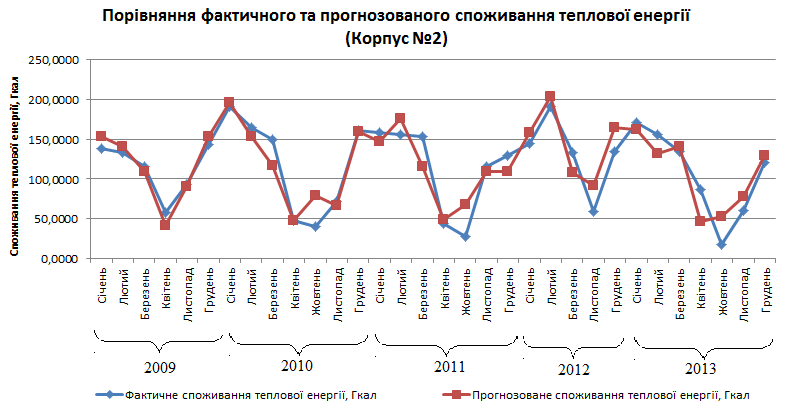 Порівняння фактичного та прогнозованого споживання теплової енергії
(Корпус №2)
Споживання теплової енергії, Гкал
250,0000
200,0000
150,0000
100,0000
50,0000
0,0000
Січень
Лютий
Березень
Квітень
Листопад
Грудень
Січень
Лютий
Березень
Квітень
Жовтень
Листопад
Грудень
Січень
Лютий
Березень
Квітень
Жовтень
Листопад
Грудень
Січень
Лютий
Березень
Листопад
Грудень
Січень
Лютий
Березень
Квітень
Жовтень
Листопад
Грудень
2009
2010
2011
2012
2013
Фактичне споживання теплової енергії, Гкал
Прогнозоване споживання теплової енергії, Гкал